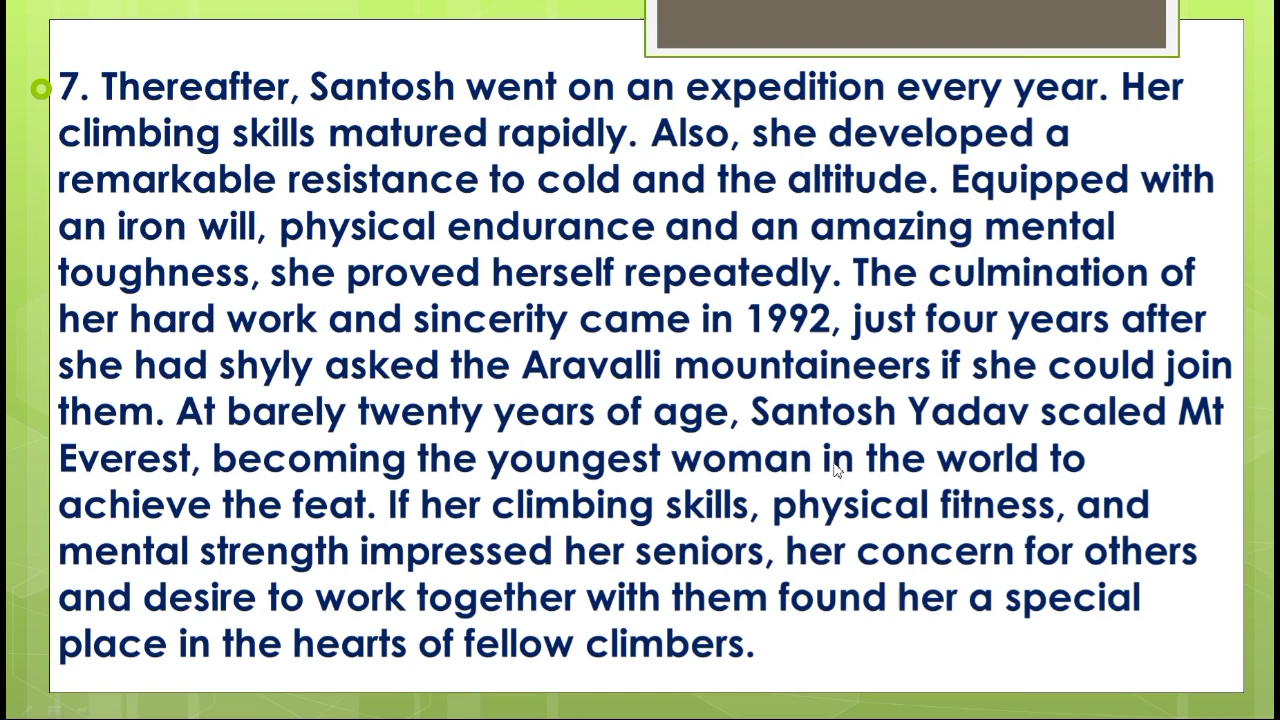 7. Thereafter, Santosh went on an expedition every year. Her
climbing skills matured rapidly. Also, she developed a
remarkable resistance to cold and the altitude. Equipped with
an iron will, physical endurance and an amazing mental
toughness, she proved herself repeatedly. The culmination of
her hard work and sincerity came in 1992, just four years after
she had shyly asked the Aravalli mountaineers if she could join
them. At barely twenty years of age, Santosh Yadav scaled Mt
Everest, becoming the youngest woman in the world to
achieve the feat. If her climbing skills, physical fitness, and
mental strength impressed her seniors, her concern for others
and desire to work together with them found her a special
place in the hearts of fellow climbers.